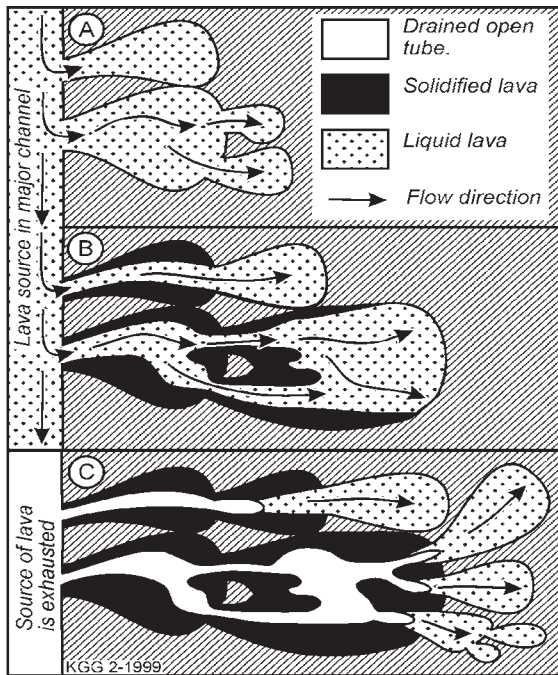 A
Drained open
tube.
Solidified lava
Liquid lava
Flow direction
Lava source in major channel
B
C
Source of lava
is exhausted
KGG 2-1999